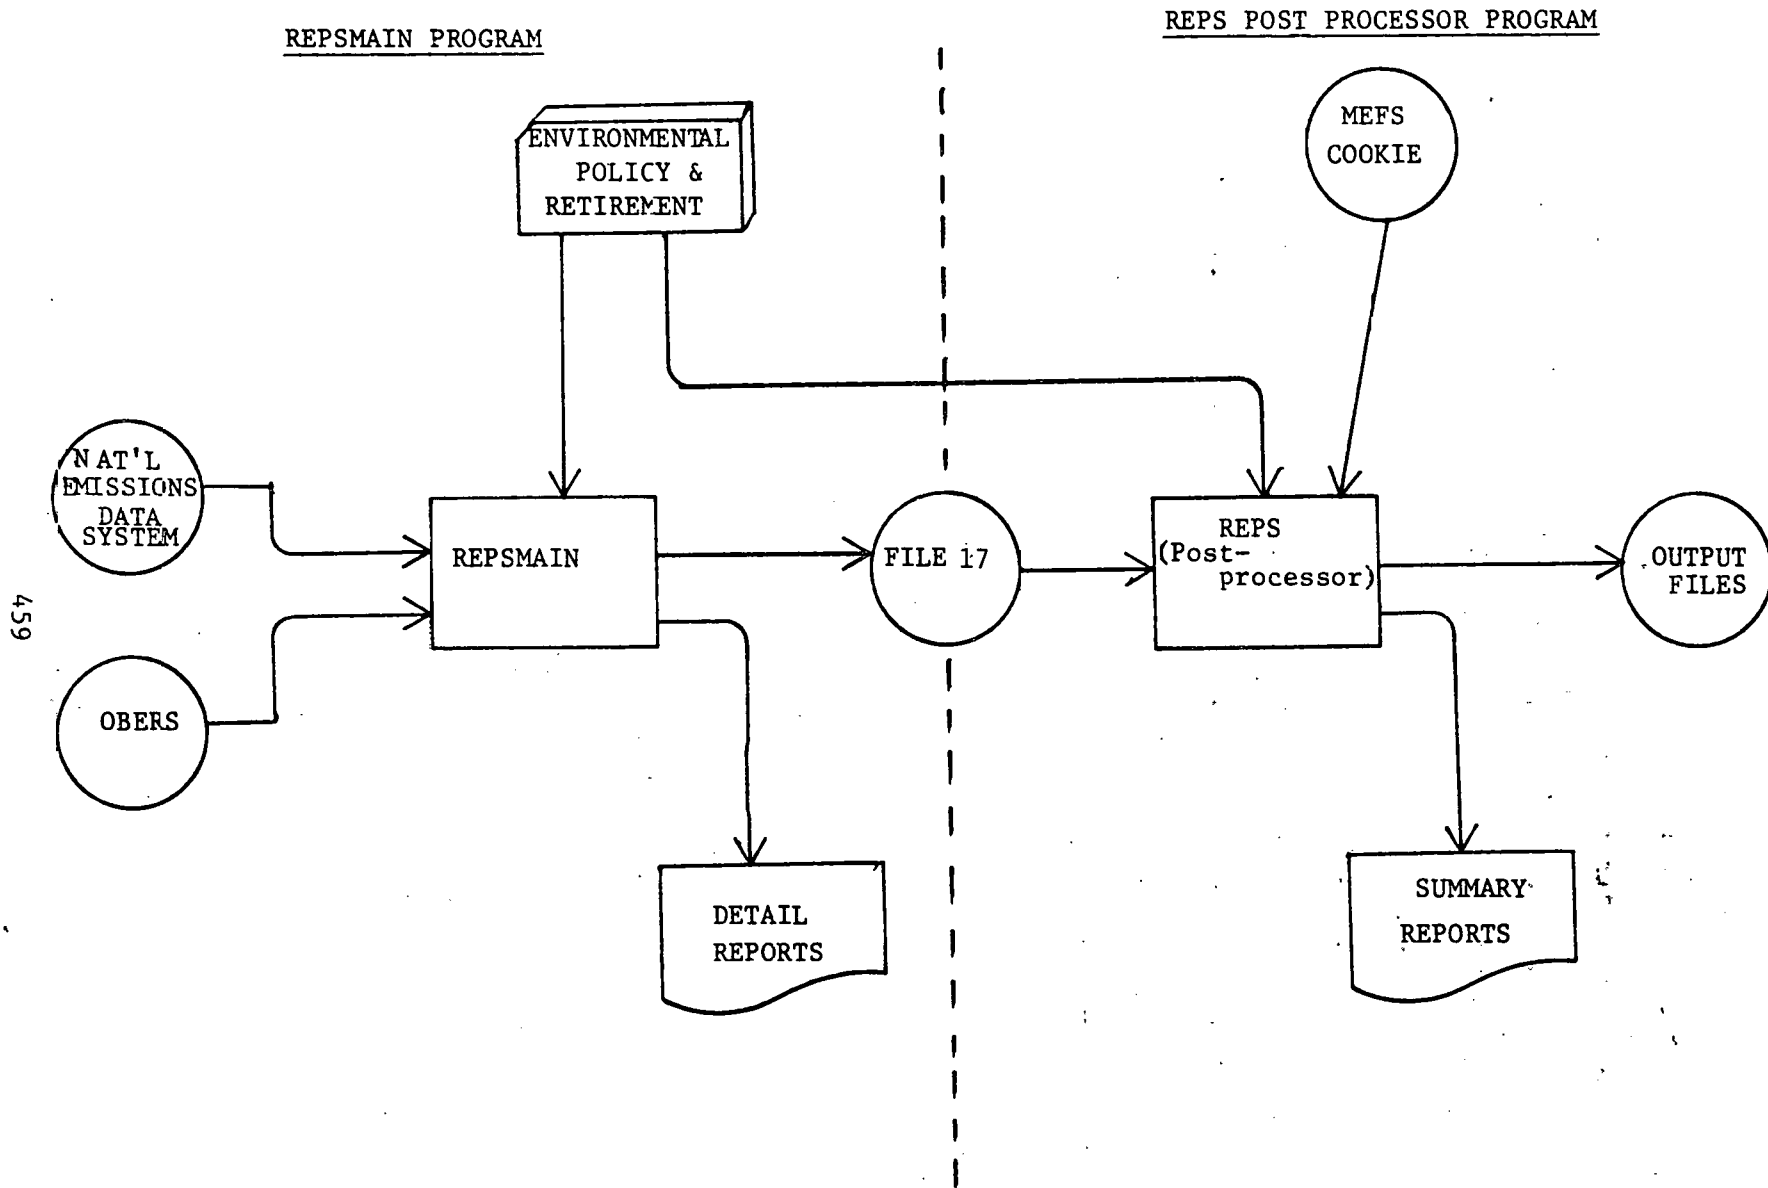 REPSMAIN PROGRAM
REPS POST PROCESSOR PROGRAM
ENVIRONMENTAL
POLICY &
RETIREMENT
MEFS
COOKIE
NAT'L
EMISSIONS
DATA
SYSTEM
REPSMAIN
FILE 17
REPS
(Post-
processor)
OUTPUT
FILES
OBERS
DETAIL
REPORTS
SUMMARY
REPORTS
459